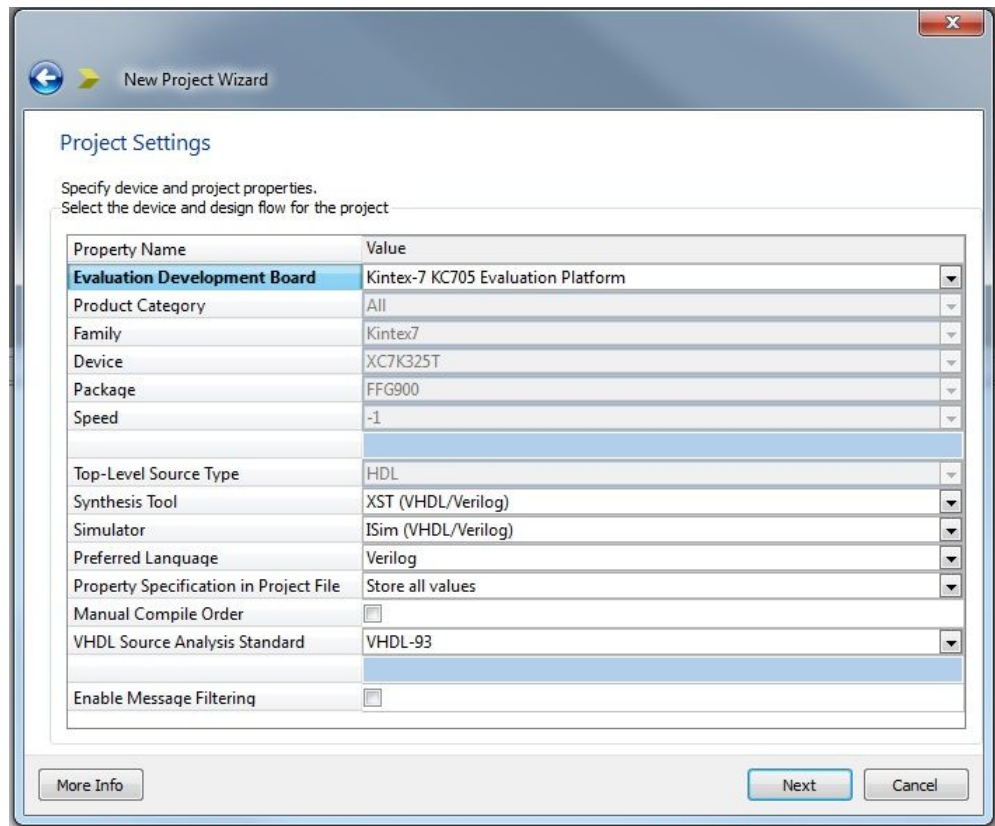 New Project Wizard
Project Settings
Specify device and project properties.
Select the device and design flow for the project
Property Name Value
Evaluation Development Board Kintex-7 KC705 Evaluation Platform
Product Category All
Family Kintex7
Device XC7K325T
Package FFG900
Speed -1
Top-Level Source Type HDL
Synthesis Tool XST (VHDL/Verilog)
Simulator ISim (VHDL/Verilog)
Preferred Language Verilog
Property Specification in Project File Store all values
Manual Compile Order
VHDL Source Analysis Standard VHDL-93
Enable Message Filtering
More Info Next Cancel